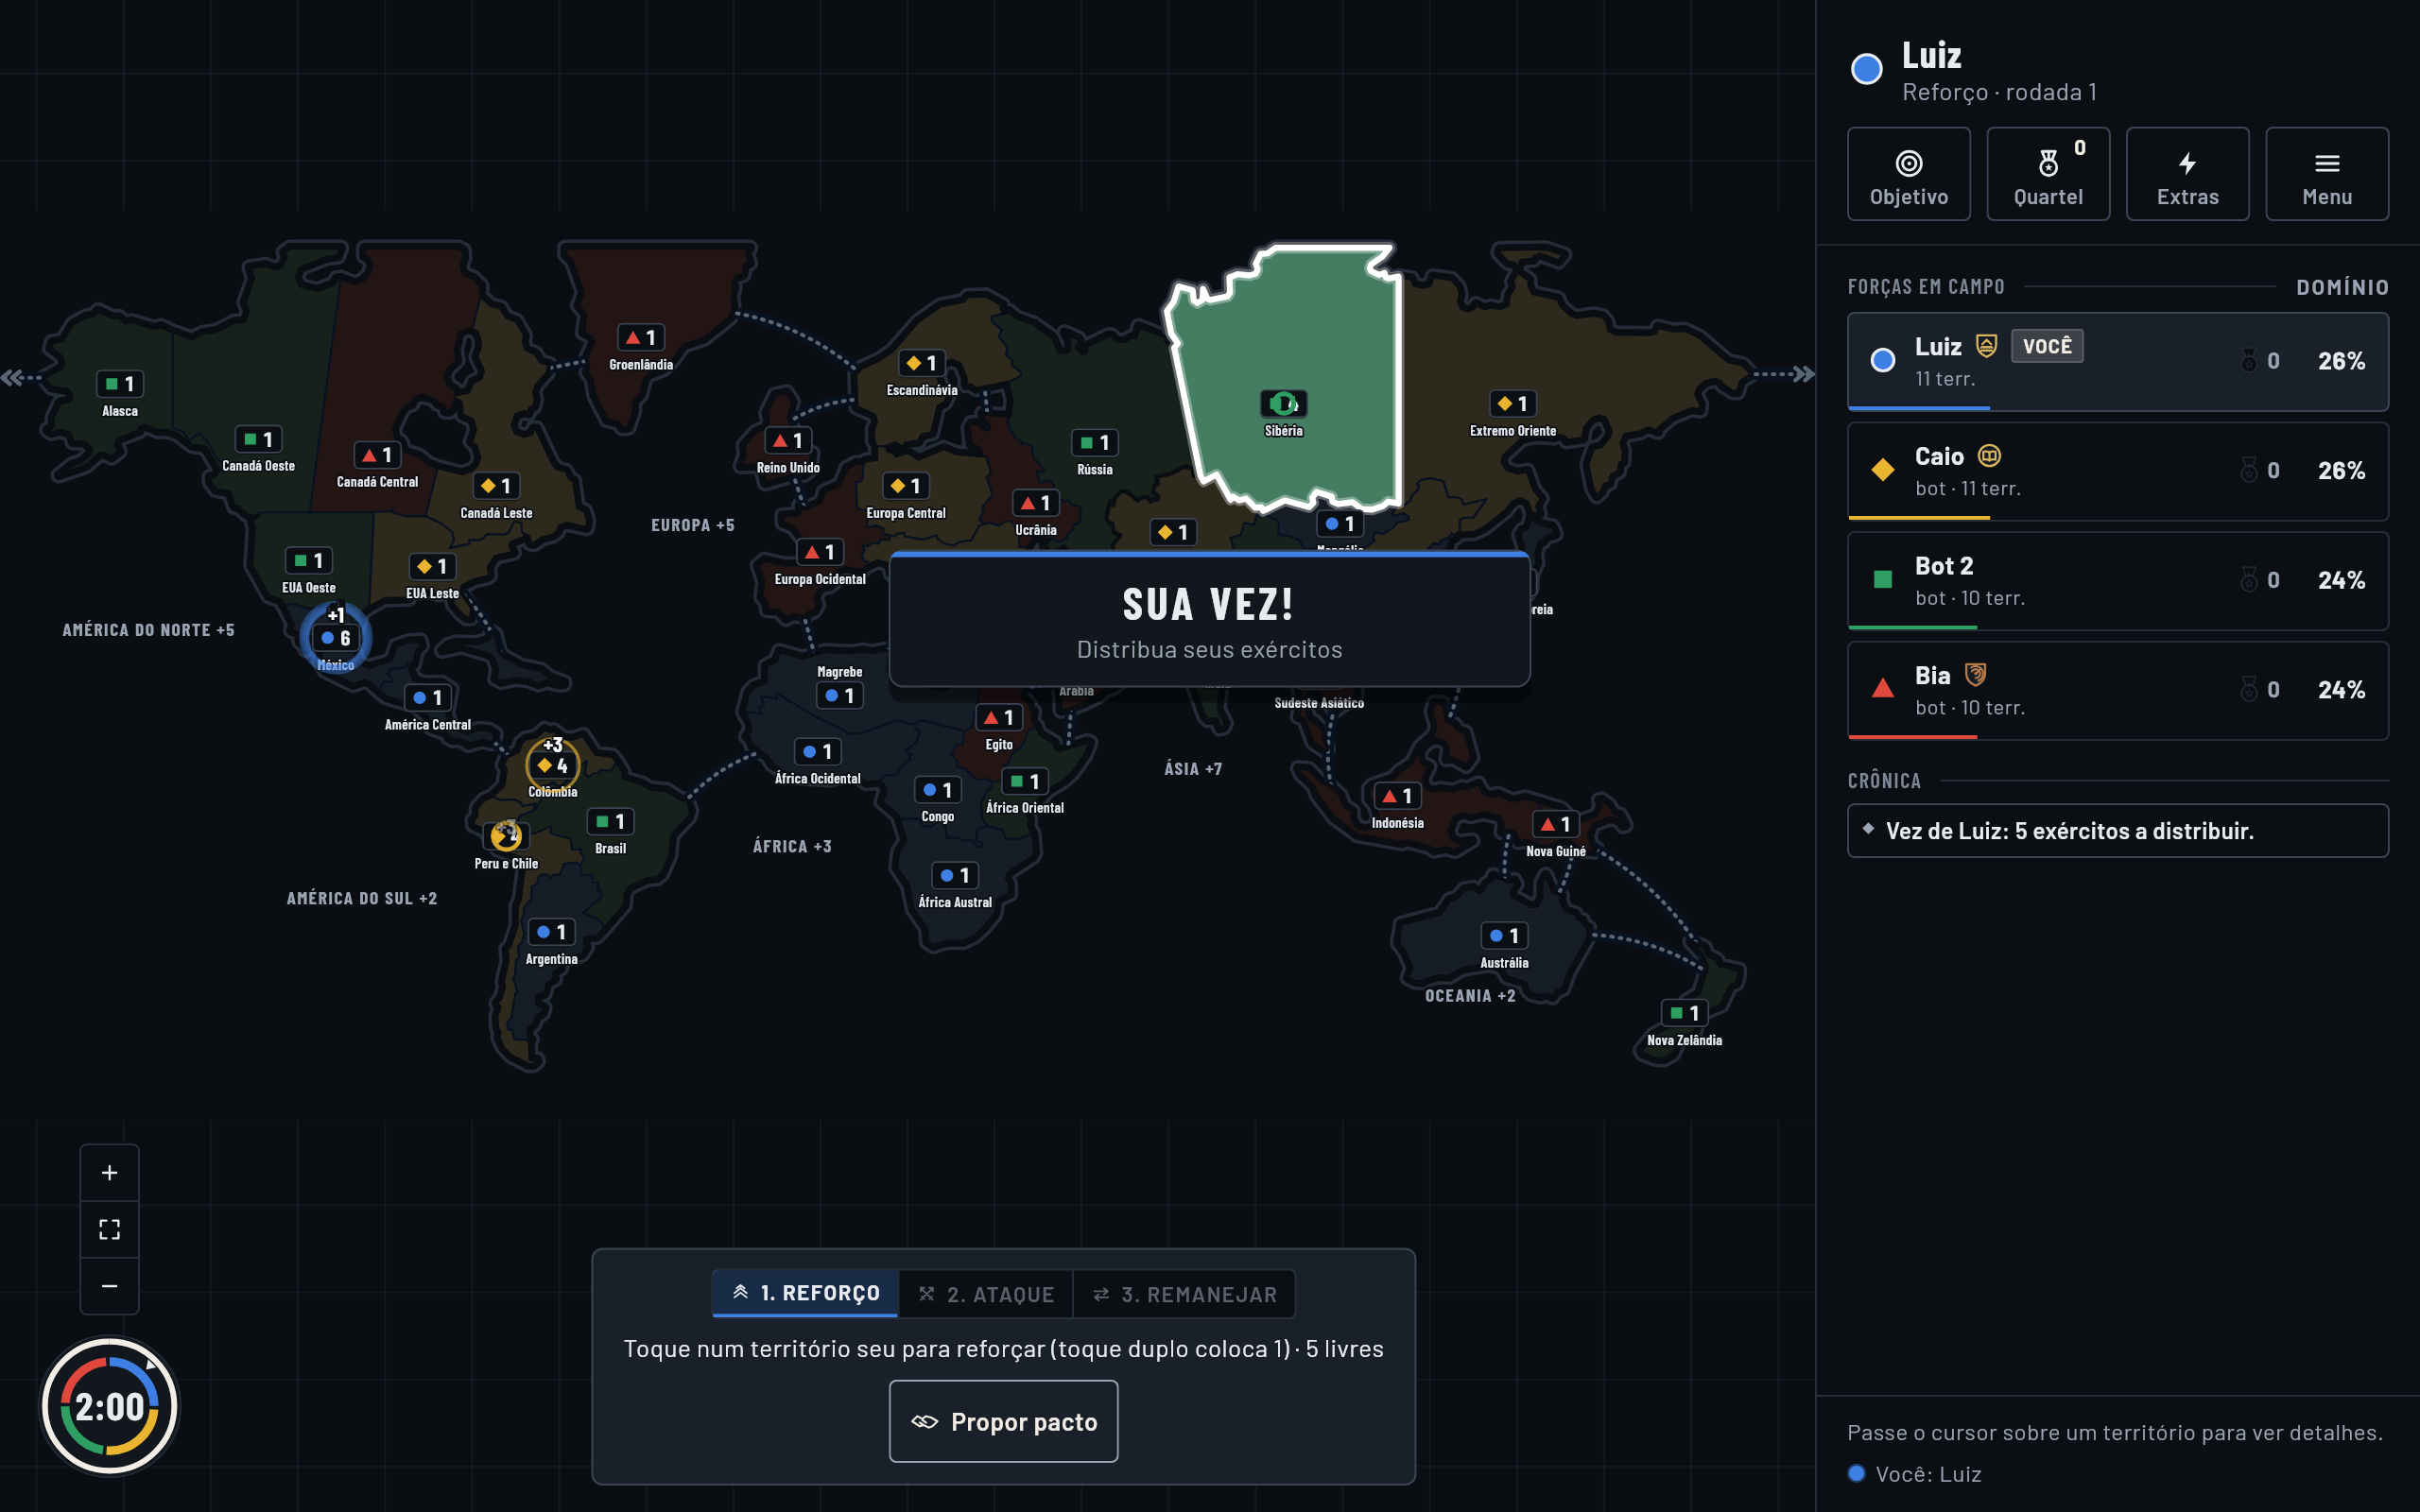 Luiz
Reforço · rodada 1
Objetivo
0
Quartel
Extras
Menu
FORÇAS EM CAMPO
DOMÍNIO
Luiz
VOCÊ
11 terr.
0
26%
Caio
bot · 11 terr.
0
26%
Bot 2
bot · 10 terr.
0
24%
Bia
bot · 10 terr.
0
24%
CRÔNICA
Vez de Luiz: 5 exércitos a distribuir.
Passe o cursor sobre um território para ver detalhes.
Você: Luiz
1
Alasca
1
Canadá Oeste
1
Canadá Central
1
Canadá Leste
1
Groenlândia
1
EUA Oeste
1
EUA Leste
+1
6
México
1
América Central
AMÉRICA DO NORTE +5
+3
4
Colômbia
Peru e Chile
1
Brasil
1
Argentina
AMÉRICA DO SUL +2
EUROPA +5
1
Escandinávia
1
Reino Unido
1
Europa Central
1
Europa Ocidental
1
Ucrânia
1
Rússia
Sibéria
1
Extremo Oriente
1
1
SUA VEZ!
Distribua seus exércitos
Magrebe
1
1
África Ocidental
1
Egito
1
Congo
1
África Oriental
1
África Austral
ÁFRICA +3
Arábia
Sudeste Asiático
ÁSIA +7
1
Indonésia
1
Nova Guiné
1
Austrália
OCEANIA +2
1
Nova Zelândia
+
−
2:00
1. REFORÇO
2. ATAQUE
3. REMANEJAR
Toque num território seu para reforçar (toque duplo coloca 1) · 5 livres
Propor pacto